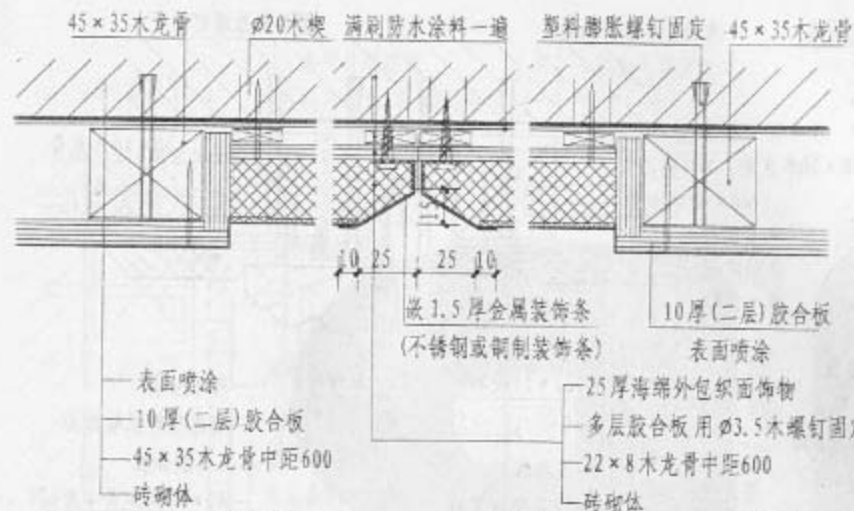 45×35木龙骨
ø20木楔
满刷防水涂料一遍
塑料膨胀螺钉固定
45×35木龙骨
15
10
25
25
10
嵌1.5厚金属装饰条
(不锈钢或铜制装饰条)
10厚(二层)胶合板
表面喷涂
表面喷涂
10厚(二层)胶合板
45×35木龙骨中距600
砖砌体
25厚海绵外包织面饰物
多层胶合板用ø3.5木螺钉固定
22×8木龙骨中距600
砖砌体